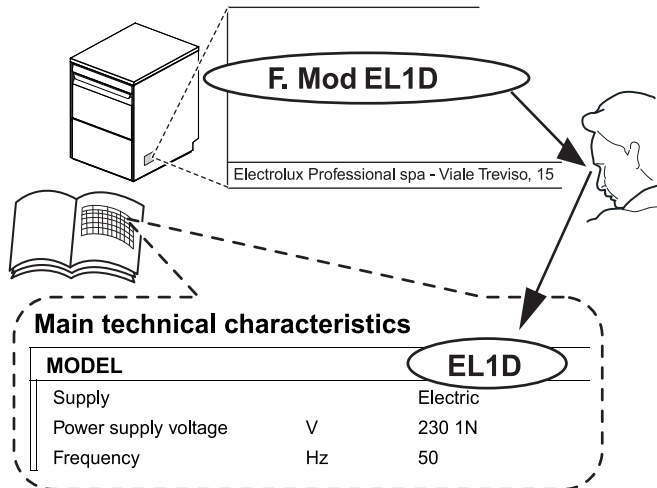 F. Mod EL1D
Electrolux Professional spa - Viale Treviso, 15
Main technical characteristics
MODEL EL1D
Supply Electric
Power supply voltage V 230 1N
Frequency Hz 50